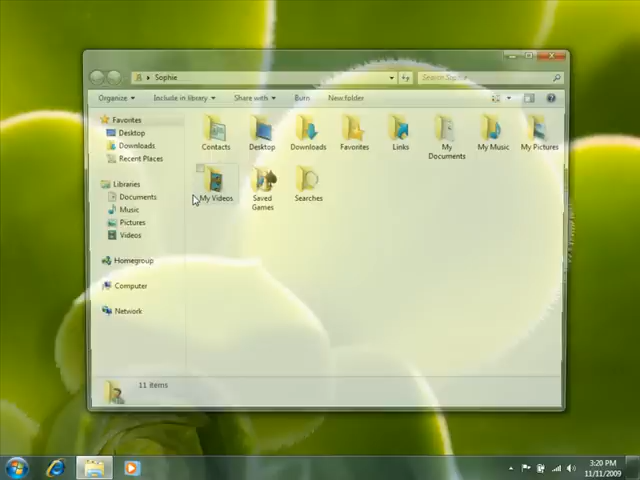 Sophie
Search Sophie
Organize
Include in library
Share with
Burn
New folder
Favorites
Desktop
Downloads
Recent Places
Libraries
Documents
Music
Pictures
Videos
Homegroup
Computer
Network
Contacts
Desktop
Downloads
Favorites
Links
My
Documents
My Music
My Pictures
My Videos
Saved
Games
Searches
11 items
3:20 PM
11/11/2009